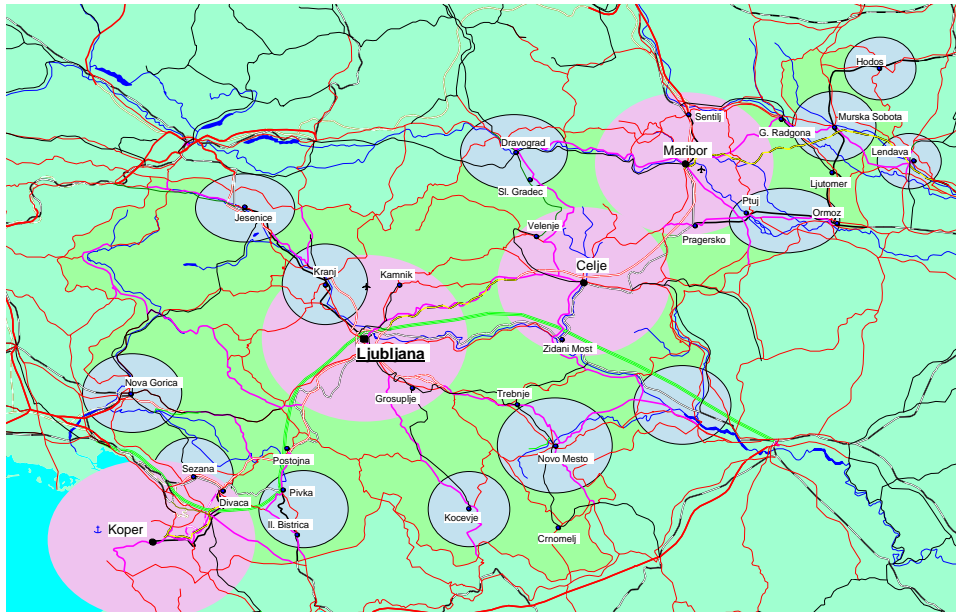 Hodos
Sentilj
Murska Sobota
G. Radgona
Dravograd
Maribor
Lendava
Sl. Gradec
Ljutomer
Ptuj
Jesenice
Ormoz
Velenje
Pragersko
Celje
Kranj
Kamnik
Ljubljana
Zidani Most
Nova Gorica
Grosuplje
Trebnje
Postojna
Novo Mesto
Sezana
Pivka
Divaca
Kocevje
Il. Bistrica
Koper
Crnomelj